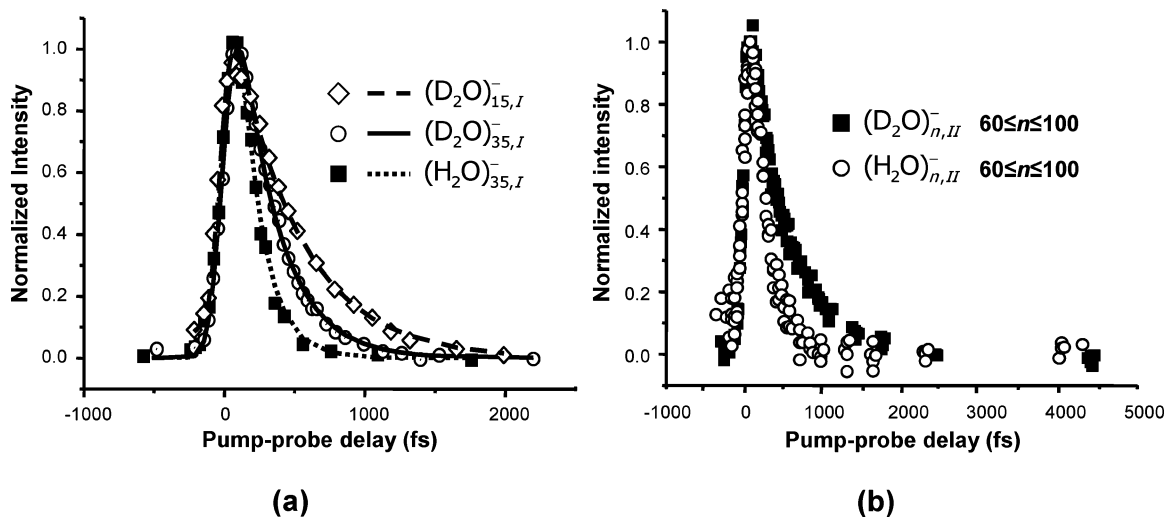 Normalized Intensity
1.0
0.8
0.6
0.4
0.2
0.0
-1000
0
1000
2000
Pump-probe delay (fs)
(D₂O)⁻₁₅,I
(D₂O)⁻₃₅,I
(H₂O)⁻₃₅,I
(a)
Normalized intensity
1.0
0.8
0.6
0.4
0.2
0.0
-1000
0
1000
2000
3000
4000
5000
Pump-probe delay (fs)
(D₂O)⁻n,II 60≤n≤100
(H₂O)⁻n,II 60≤n≤100
(b)